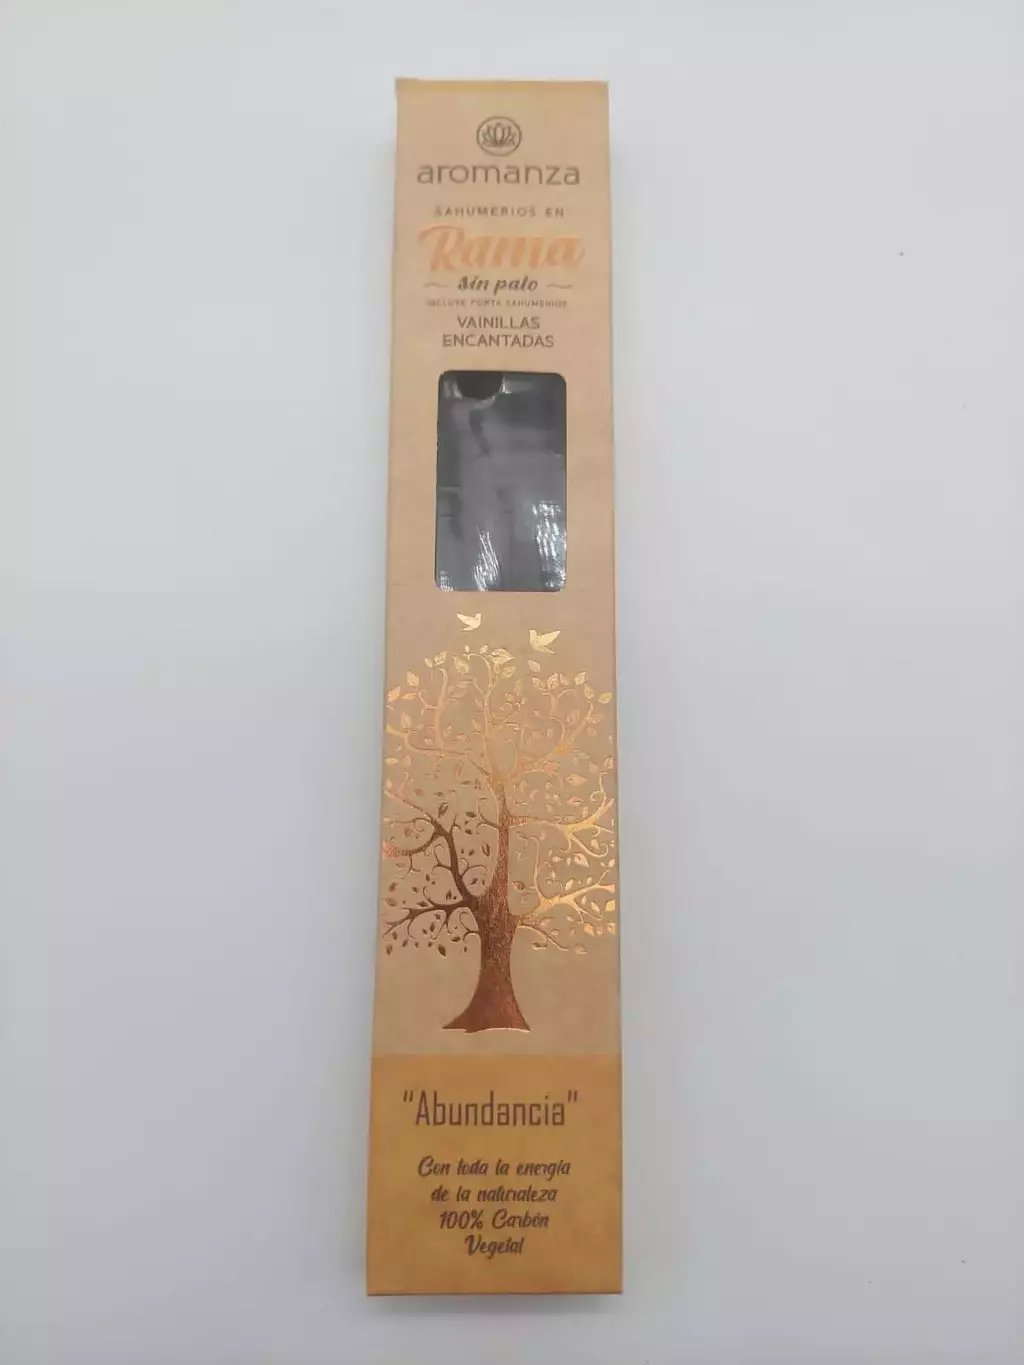 aromanza
SAHUMERIOS EN
Rama
sin palo
INCLUYE PORTA SAHUMERIOS
VAINILLAS
ENCANTADAS
"Abundancia"
Con toda la energía
de la naturaleza
100% Carbón
Vegetal